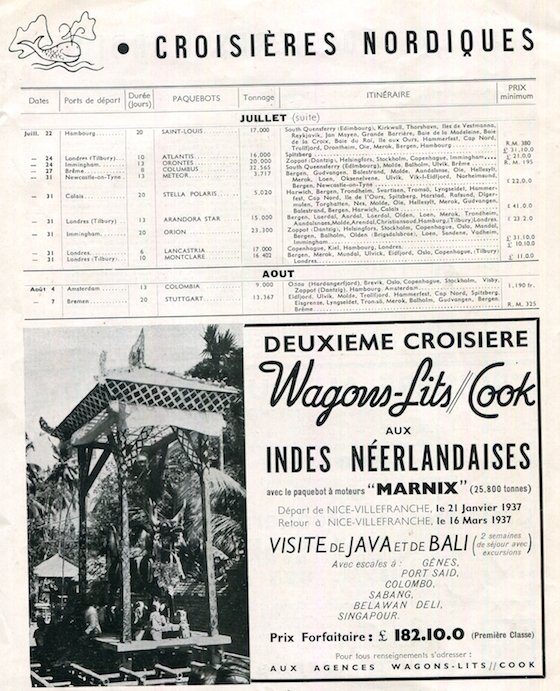 • CROISIÈRES NORDIQUES
Dates Ports de départ Durée (Jours) PAQUEBOTS Tonnage ITINÉRAIRE PRIX minimum
JUILLET (suite)
Juill. 22 Hambourg 20 SAINT-LOUIS 17.000 South Queensferry (Edimbourg), Kirkwall, Thorshavn, Iles de Vestmanna,
Reykjavik, Jan Mayen, Grande Barrière, Baie de la Madeleine, Baie
de la Croix, Baie du Roi, Ile aux Ours, Hammerfest, Cap Nord,
Trollfjord, Drontheim, Oie, Merok, Bergen, Hambourg R.M. 380
— 24 Londres (Tilbury) 10 ATLANTIS 16.000 Spitsberg £ 31.10.0
— 24 Immingham 13 ORONTES 20.000 Zoppot (Dantzig), Helsingfors, Stockholm, Copenhague, Immingham £ 21.0.0
— 27 Brême 8 COLUMBUS 32.565 South Queensferry (Edimbourg), Molde, Balholm, Ulvik, Brême R.M. 195
— 31 Newcastle-on-Tyne METEOR 3.717 Bergen, Gudvangen, Balestrand, Molde, Aandalsnes, Oie, Hellesylt,
Merok, Loen, Olden, Ulvik, Vik-i-Eidfjord, Norheimsund,
Bergen, Newcastle-on-Tyne £ 22.0.0
— 31 Calais 20 STELLA POLARIS 5.020 Harwich, Bergen, Trondheim, Svartisen, Tromsö, Lyngseidet, Hammerfest,
Cap Nord, Ile de l'Ours, Spitsberg, Harstad, Rafsund, Digermulen,
Torghatten, Nes, Molde, Oie, Hellesylt, Merok, Gudvangen,
Balestrand, Bergen, Harwich, Calais £ 41.0.0
— 31 Londres (Tilbury) 13 ARANDORA STAR 15.000 Bergen, Laerdal, Aurdal, Olden, Loen, Merok, Trondheim,
Aandalsnes, Molde, Arendal, Christiansand, Hambourg, (Tilbury) Londres £ 23.2.0
— 31 Immingham 20 ORION 23.300 Zoppot (Dantzig), Helsingfors, Stockholm, Copenhague, Oslo, Mandal,
Bergen, Balholm, Olden (Brigsdalsbrae), Loen, Søndere, Vadheim,
Immingham £ 31.10.0
— 31 Londres 6 LANCASTRIA 17.000 Copenhague, Kiel, Hambourg, Londres £ 10.10.0
— 31 Londres (Tilbury) 10 MONTCLARE 16.402 Bergen, Merok, Mundal, Ulvik, Eidfjord, Oslo, Copenhague, (Tilbury)
Londres £ 11.0.0
AOUT
Août 4 Amsterdam 13 COLOMBIA 9.000 Odda (Hardangerfjord), Brevik, Oslo, Copenhague, Stockholm, Visby,
Zoppot (Dantzig), Hambourg, Amsterdam 1.190 fr.
— 7 Bremen 20 STUTTGART 13.367 Eidfjord, Ulvik, Molde, Trollfjord, Hammerfest, Cap Nord, Spitsberg,
Elsgrense, Lyngseidet, Tromsö, Merok, Balholm, Gudvangen, Bergen,
Brême R. M. 325
DEUXIEME CROISIERE
Wagons-Lits//Cook
AUX
INDES NÉERLANDAISES
avec le paquebot à moteurs "MARNIX" (25.800 tonnes)
Départ de NICE-VILLEFRANCHE, le 21 Janvier 1937
Retour à NICE-VILLEFRANCHE, le 16 Mars 1937
VISITE DE JAVA ET DE BALI (2 semaines de séjour avec excursions)
Avec escales à : GÊNES,
PORT SAID,
COLOMBO,
SABANG,
BELAWAN DELI,
SINGAPOUR.
Prix Forfaitaire : £ 182.10.0 (Première Classe)
Pour tous renseignements s'adresser :
AUX AGENCES WAGONS-LITS//COOK